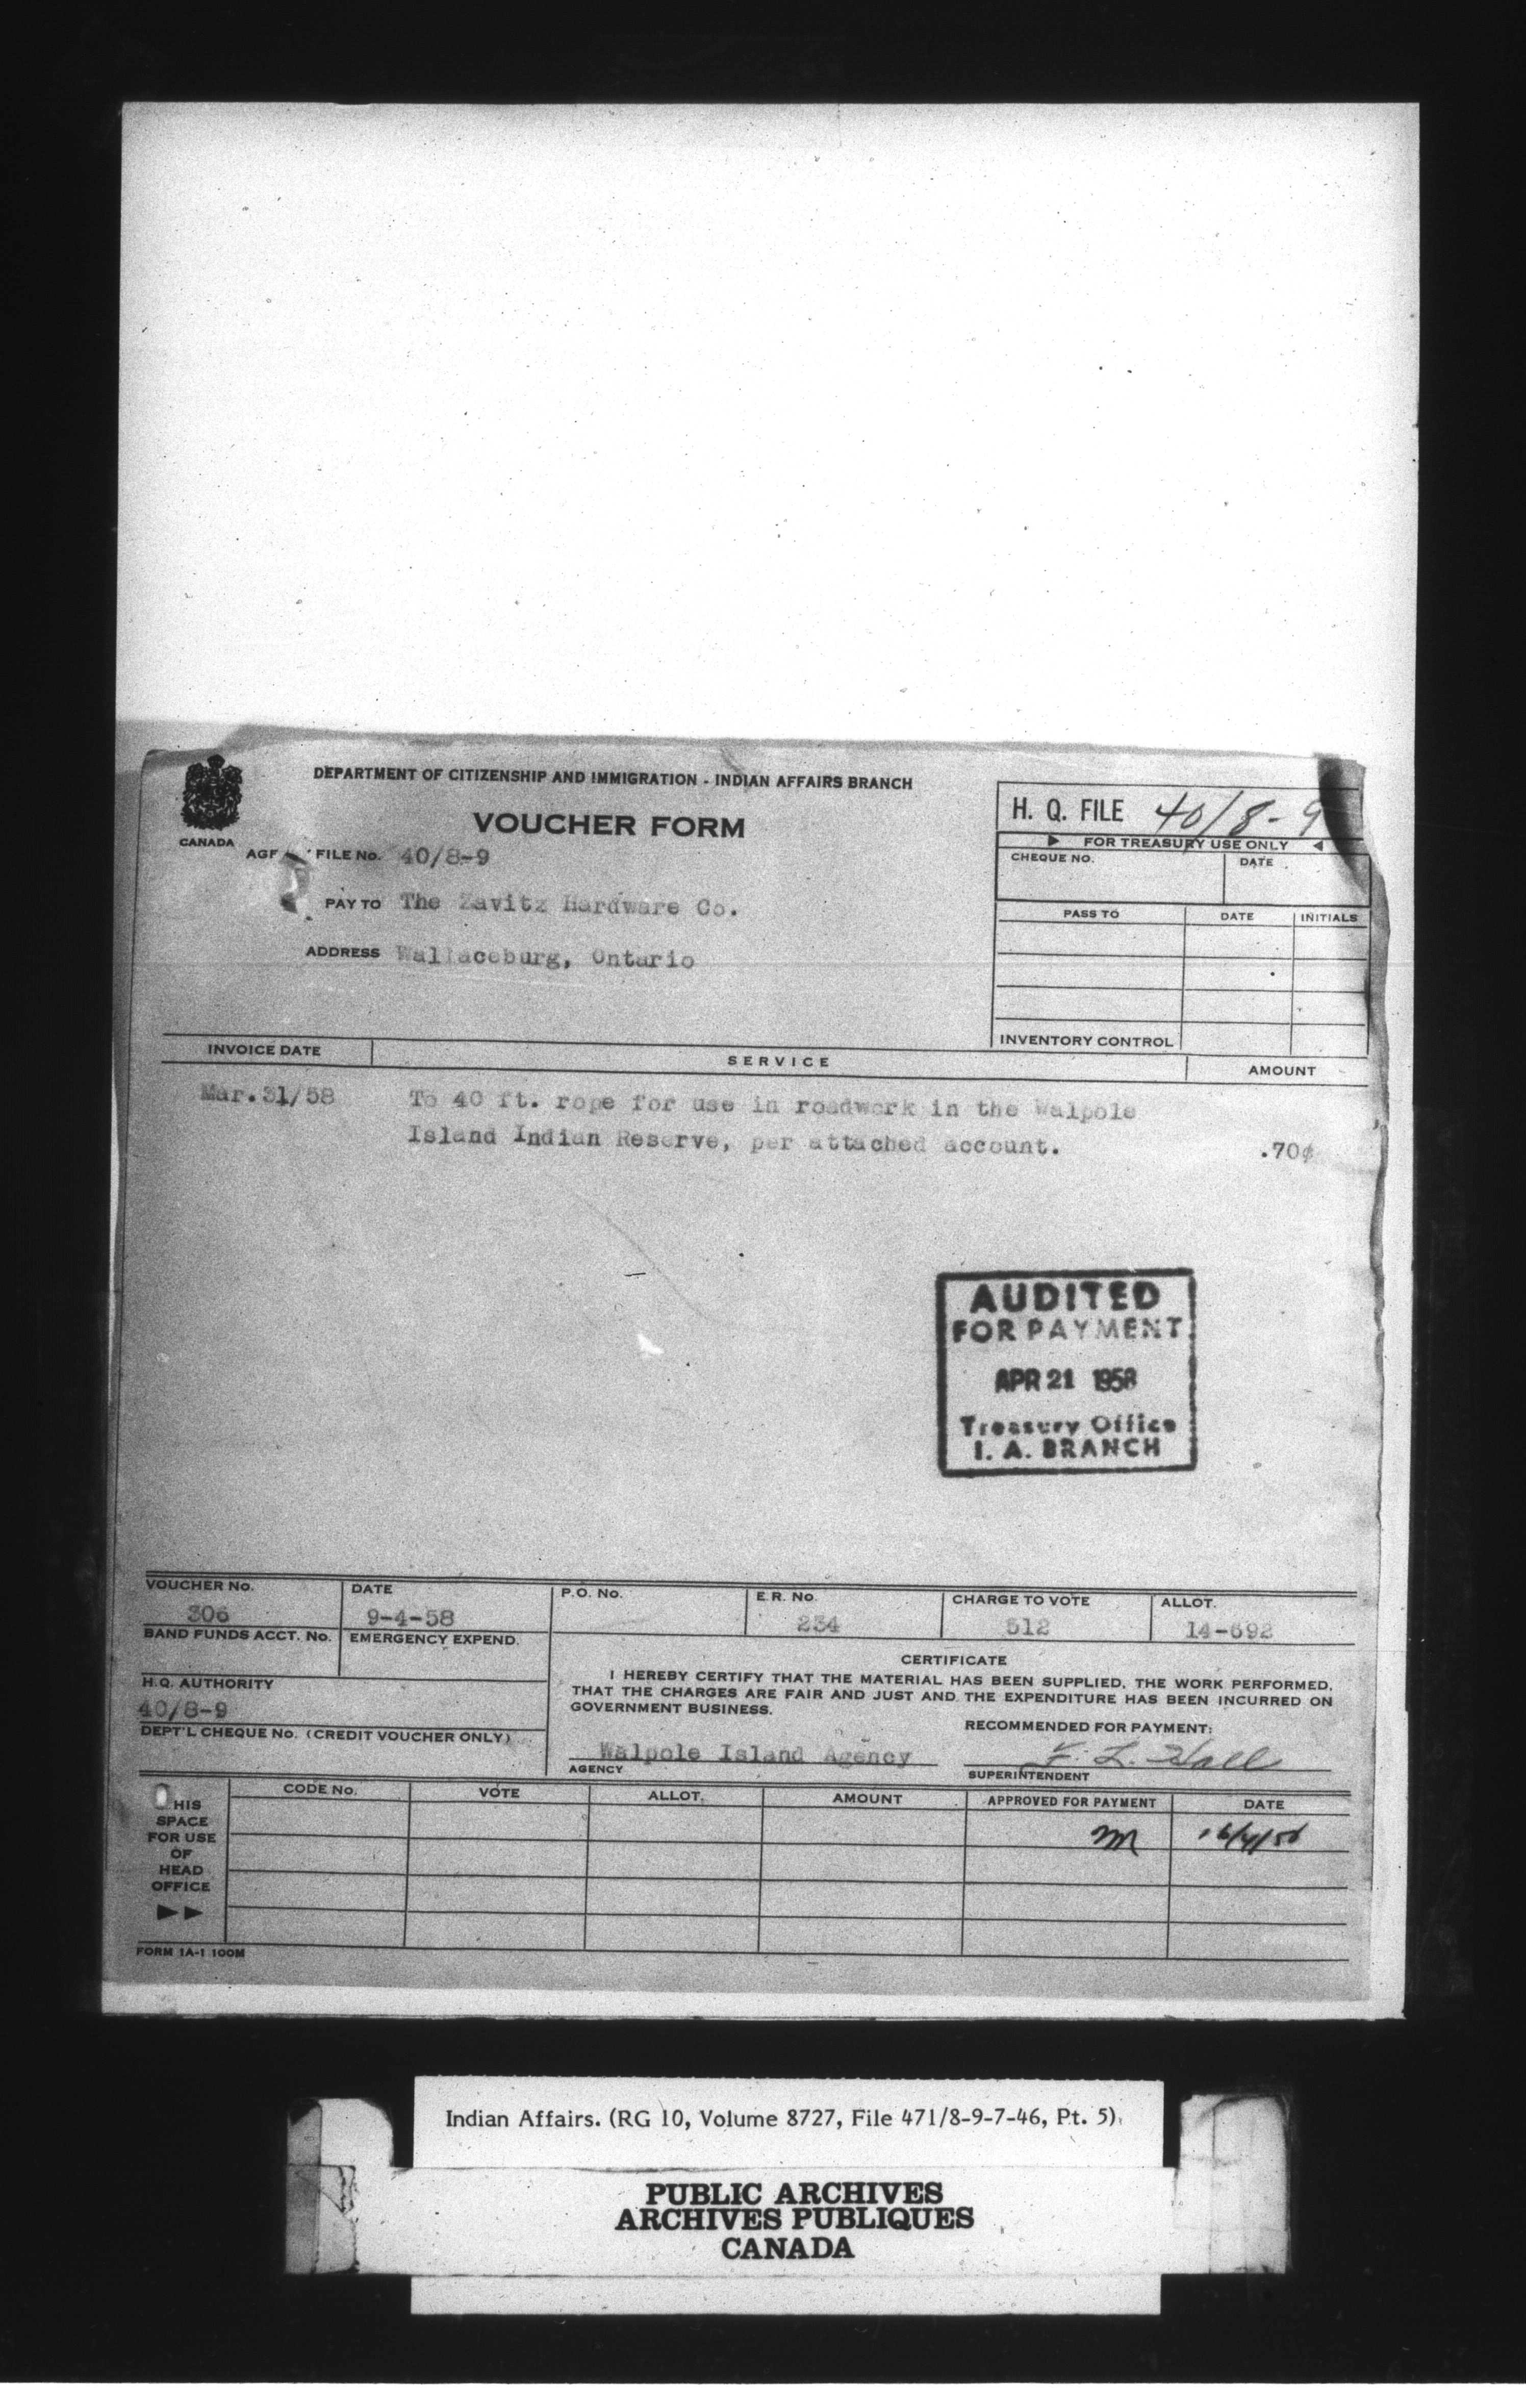 DEPARTMENT OF CITIZENSHIP AND IMMIGRATION - INDIAN AFFAIRS BRANCH
VOUCHER FORM
CANADA
FILE No. 40/8-9
PAY TO The Zavitz Hardware Co.
ADDRESS Wallaceburg, Ontario
H. Q. FILE 40/8-9
FOR TREASURY USE ONLY
CHEQUE NO. DATE
PASS TO DATE INITIALS
INVENTORY CONTROL
INVOICE DATE SERVICE AMOUNT
Mar.31/58 To 40 ft. rope for use in roadwork in the Walpole
Island Indian Reserve, per attached account. .70¢
AUDITED
FOR PAYMENT
APR 21 1958
Treasury Office
I. A. BRANCH
VOUCHER No. DATE P.O. No. E.R. No. CHARGE TO VOTE ALLOT.
306 9-4-58 234 512 14-692
BAND FUNDS ACCT. No. EMERGENCY EXPEND.
H.Q. AUTHORITY
40/8-9
DEPT'L CHEQUE No. (CREDIT VOUCHER ONLY)
CERTIFICATE
I HEREBY CERTIFY THAT THE MATERIAL HAS BEEN SUPPLIED, THE WORK PERFORMED,
THAT THE CHARGES ARE FAIR AND JUST AND THE EXPENDITURE HAS BEEN INCURRED ON
GOVERNMENT BUSINESS.
RECOMMENDED FOR PAYMENT:
Walpole Island Agency F. L. Hall
AGENCY SUPERINTENDENT
HIS
SPACE
FOR USE
OF
HEAD
OFFICE
CODE No. VOTE ALLOT. AMOUNT APPROVED FOR PAYMENT DATE
FORM 1A-1 100M
Indian Affairs. (RG 10, Volume 8727, File 471/8-9-7-46, Pt. 5)
PUBLIC ARCHIVES
ARCHIVES PUBLIQUES
CANADA